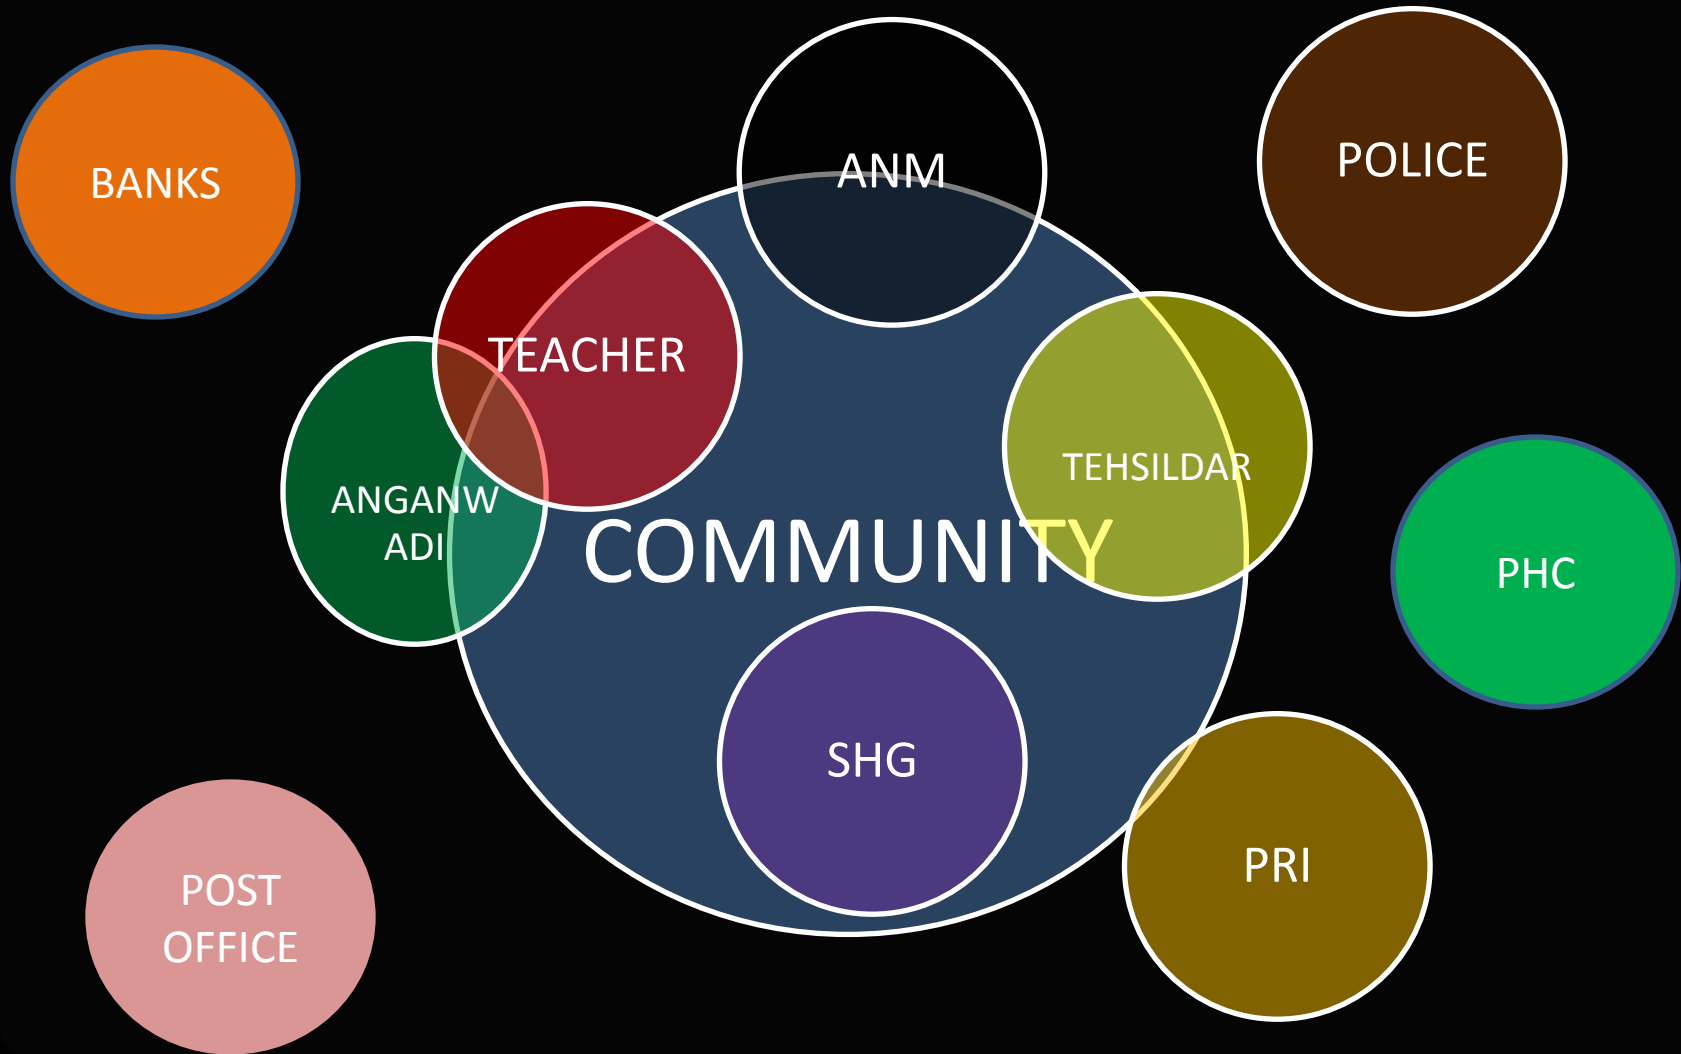 BANKS
ANM
POLICE
TEACHER
TEHSILDAR
ANGANW
ADI
COMMUNITY
PHC
SHG
PRI
POST
OFFICE